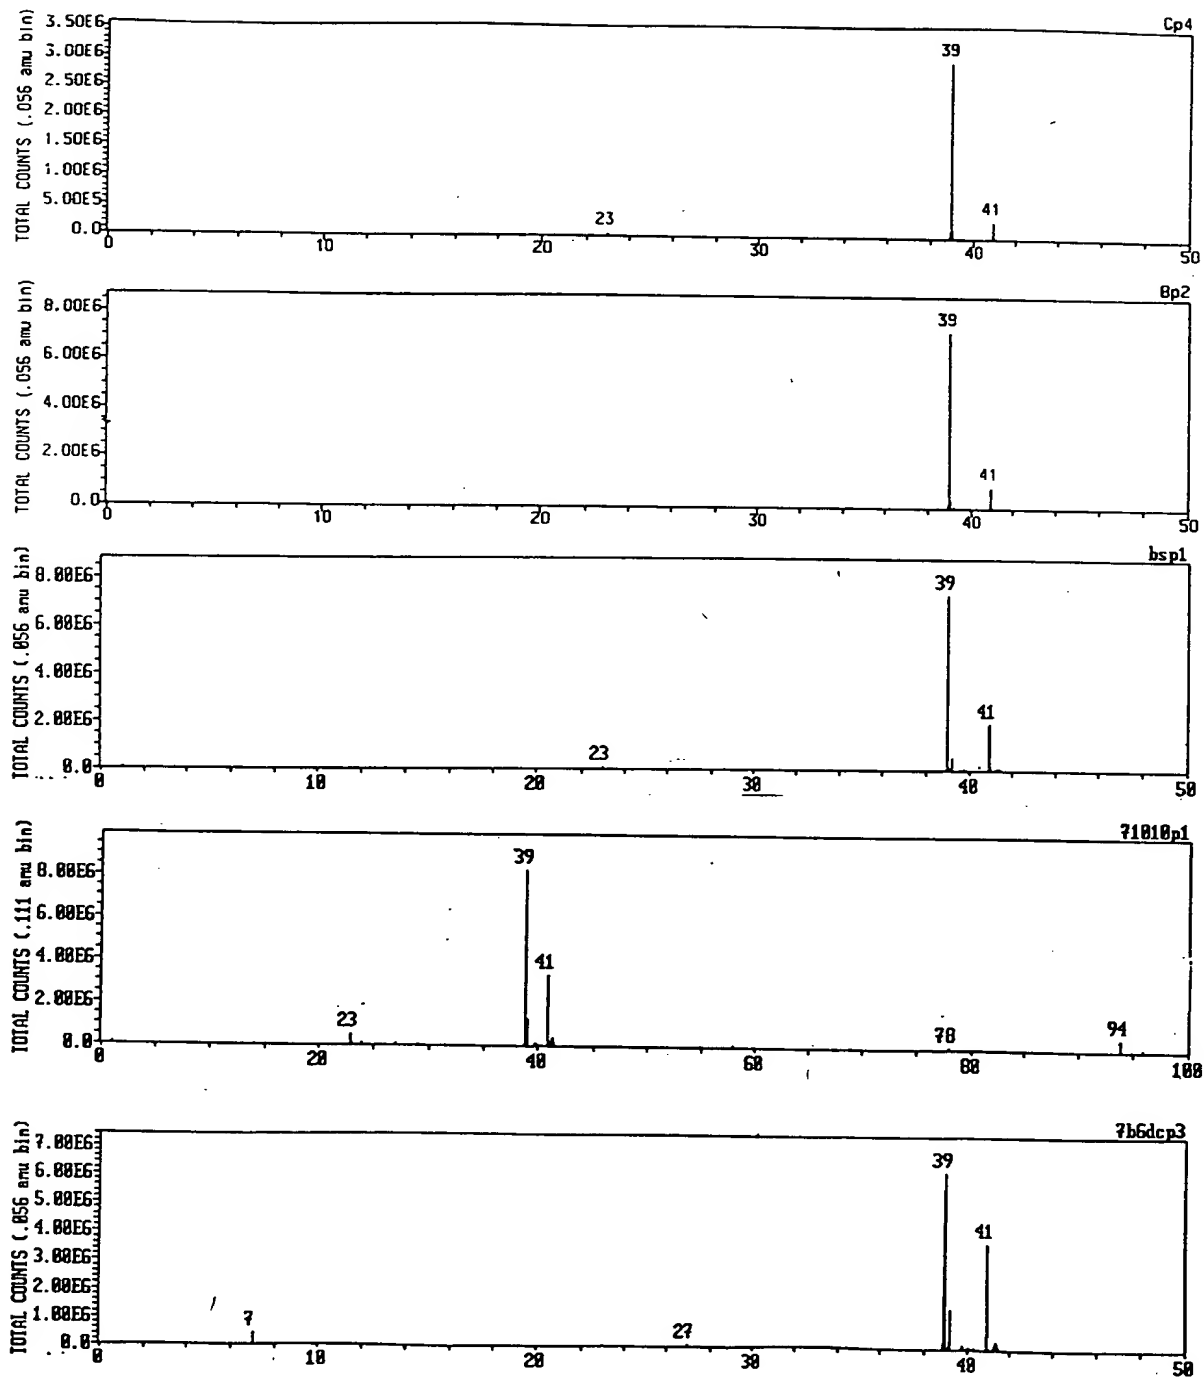 Cp4
TOTAL COUNTS (.056 amu bin)
3.50E6
3.00E6
2.50E6
2.00E6
1.50E6
1.00E6
5.00E5
0.0
39
41
23
0 10 20 30 40 50
Bp2
TOTAL COUNTS (.056 amu bin)
8.00E6
6.00E6
4.00E6
2.00E6
0.0
39
41
0 10 20 30 40 50
bsp1
TOTAL COUNTS (.056 amu bin)
8.00E6
6.00E6
4.00E6
2.00E6
0.0
39
41
23
0 10 20 30 40 50
71010p1
TOTAL COUNTS (.111 amu bin)
8.00E6
6.00E6
4.00E6
2.00E6
0.0
39
41
23
78
94
0 20 40 60 80 100
7b6dcp3
TOTAL COUNTS (.056 amu bin)
7.00E6
6.00E6
5.00E6
4.00E6
3.00E6
2.00E6
1.00E6
0.0
39
41
7
27
0 10 20 30 40 50